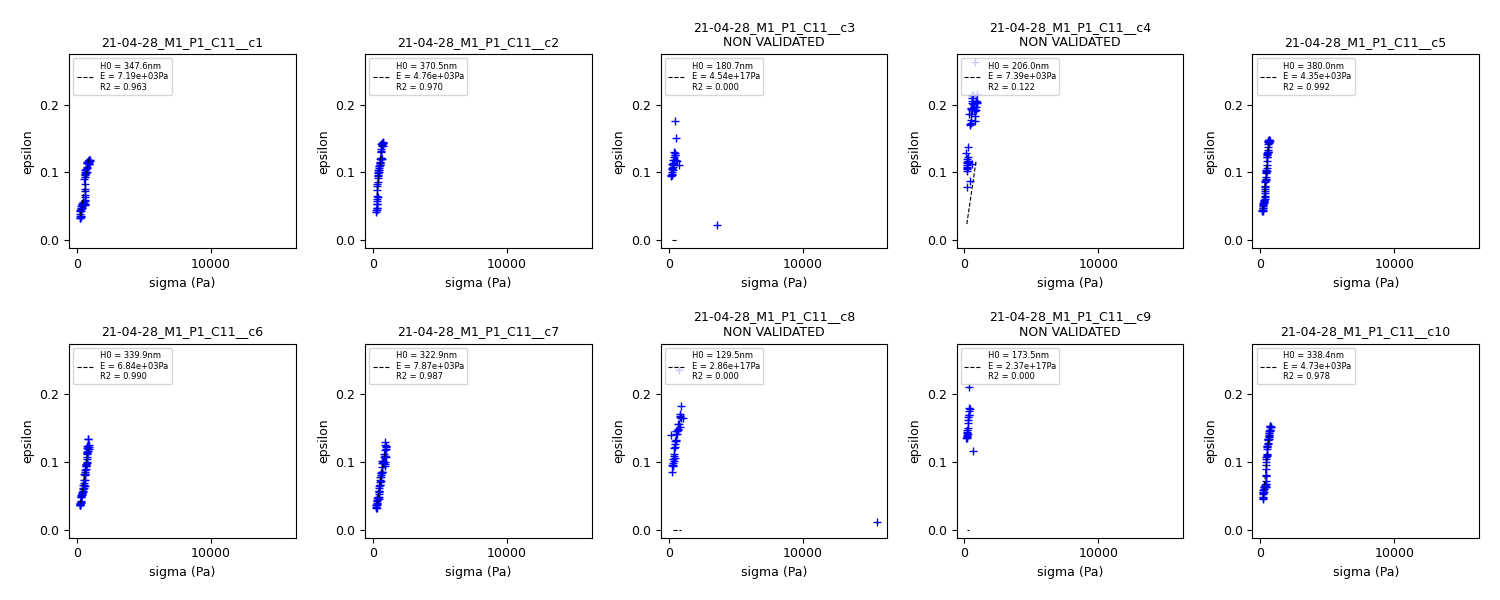 21-04-28_M1_P1_C11__c1
H0 = 347.6nm
E = 7.19e+03Pa
R2 = 0.963
epsilon
0.2
0.1
0.0
0
10000
sigma (Pa)
21-04-28_M1_P1_C11__c2
H0 = 370.5nm
E = 4.76e+03Pa
R2 = 0.970
epsilon
0.2
0.1
0.0
0
10000
sigma (Pa)
21-04-28_M1_P1_C11__c3
NON VALIDATED
H0 = 180.7nm
E = 4.54e+17Pa
R2 = 0.000
epsilon
0.2
0.1
0.0
0
10000
sigma (Pa)
21-04-28_M1_P1_C11__c4
NON VALIDATED
H0 = 206.0nm
E = 7.39e+03Pa
R2 = 0.122
epsilon
0.2
0.1
0.0
0
10000
sigma (Pa)
21-04-28_M1_P1_C11__c5
H0 = 380.0nm
E = 4.35e+03Pa
R2 = 0.992
epsilon
0.2
0.1
0.0
0
10000
sigma (Pa)
21-04-28_M1_P1_C11__c6
H0 = 339.9nm
E = 6.84e+03Pa
R2 = 0.990
epsilon
0.2
0.1
0.0
0
10000
sigma (Pa)
21-04-28_M1_P1_C11__c7
H0 = 322.9nm
E = 7.87e+03Pa
R2 = 0.987
epsilon
0.2
0.1
0.0
0
10000
sigma (Pa)
21-04-28_M1_P1_C11__c8
NON VALIDATED
H0 = 129.5nm
E = 2.86e+17Pa
R2 = 0.000
epsilon
0.2
0.1
0.0
0
10000
sigma (Pa)
21-04-28_M1_P1_C11__c9
NON VALIDATED
H0 = 173.5nm
E = 2.37e+17Pa
R2 = 0.000
epsilon
0.2
0.1
0.0
0
10000
sigma (Pa)
21-04-28_M1_P1_C11__c10
H0 = 338.4nm
E = 4.73e+03Pa
R2 = 0.978
epsilon
0.2
0.1
0.0
0
10000
sigma (Pa)